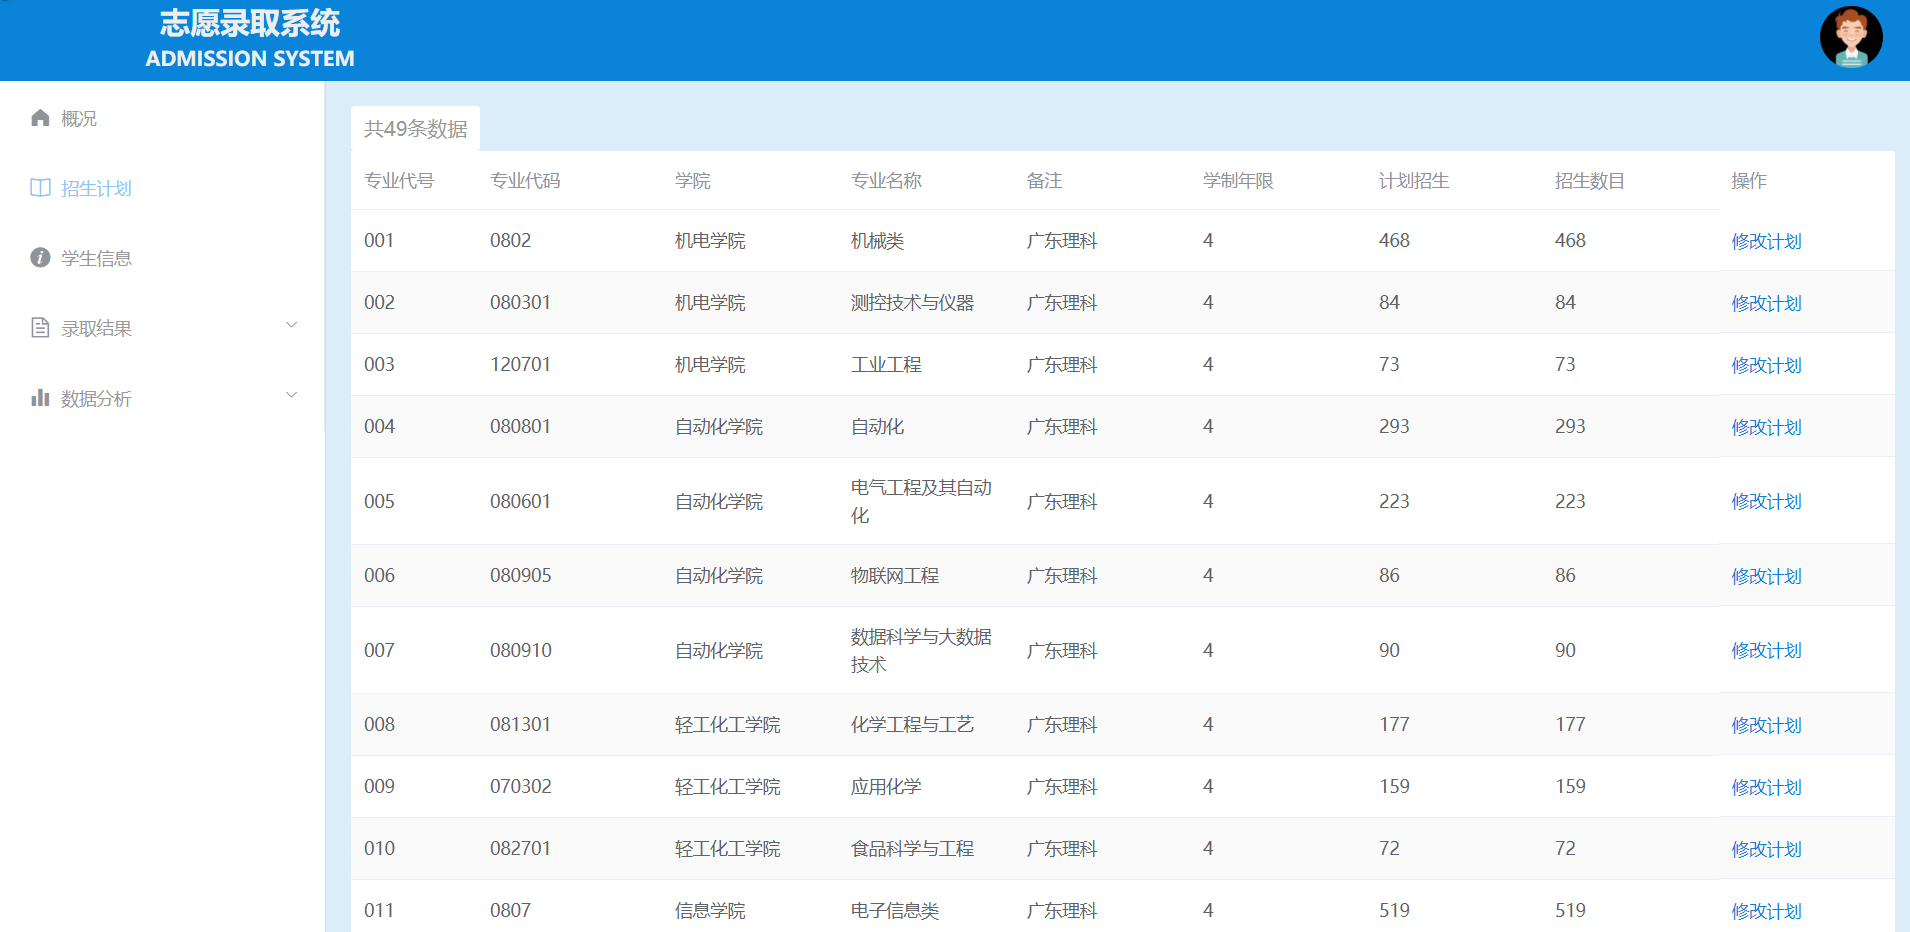 志愿录取系统
ADMISSION SYSTEM
概况
招生计划
学生信息
录取结果
数据分析
共49条数据
专业代号 专业代码 学院 专业名称 备注 学制年限 计划招生 招生数目 操作
001 0802 机电学院 机械类 广东理科 4 468 468 修改计划
002 080301 机电学院 测控技术与仪器 广东理科 4 84 84 修改计划
003 120701 机电学院 工业工程 广东理科 4 73 73 修改计划
004 080801 自动化学院 自动化 广东理科 4 293 293 修改计划
005 080601 自动化学院 电气工程及其自动
化 广东理科 4 223 223 修改计划
006 080905 自动化学院 物联网工程 广东理科 4 86 86 修改计划
007 080910 自动化学院 数据科学与大数据
技术 广东理科 4 90 90 修改计划
008 081301 轻工化工学院 化学工程与工艺 广东理科 4 177 177 修改计划
009 070302 轻工化工学院 应用化学 广东理科 4 159 159 修改计划
010 082701 轻工化工学院 食品科学与工程 广东理科 4 72 72 修改计划
011 0807 信息学院 电子信息类 广东理科 4 519 519 修改计划